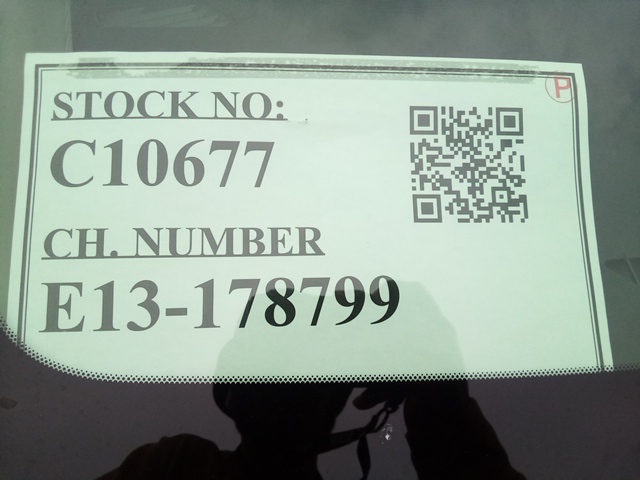 STOCK NO:
P
C10677
CH. NUMBER
E13-178799